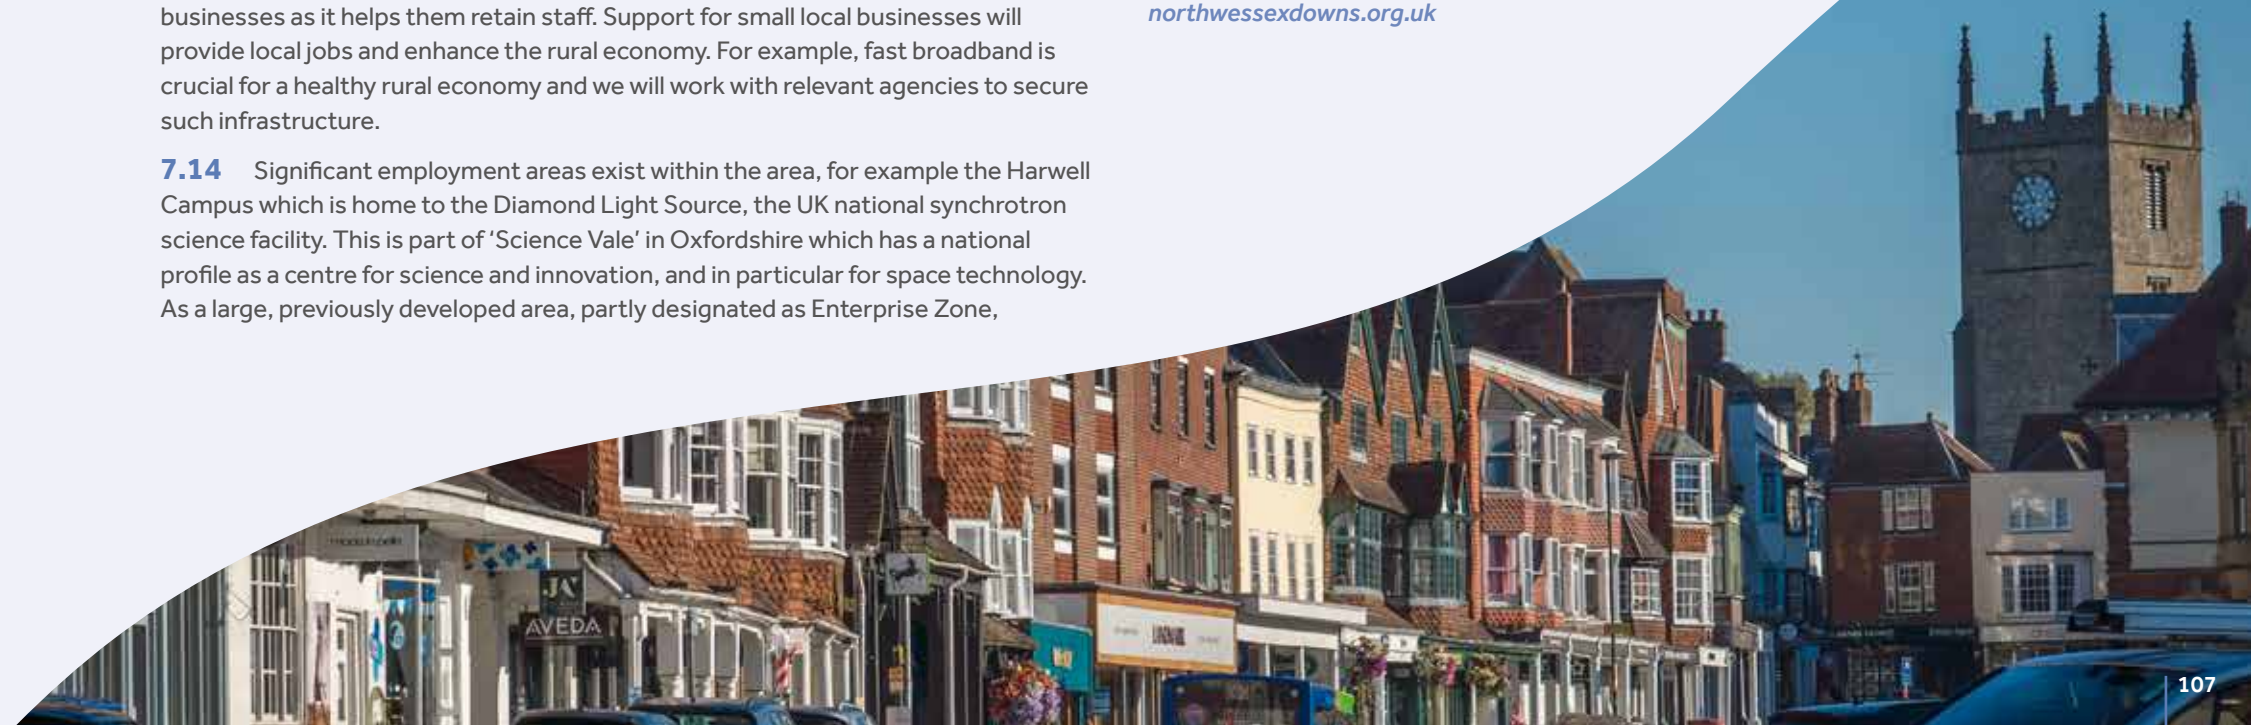 businesses as it helps them retain staff. Support for small local businesses will
provide local jobs and enhance the rural economy. For example, fast broadband is
crucial for a healthy rural economy and we will work with relevant agencies to secure
such infrastructure.
7.14 Significant employment areas exist within the area, for example the Harwell
Campus which is home to the Diamond Light Source, the UK national synchrotron
science facility. This is part of ‘Science Vale’ in Oxfordshire which has a national
profile as a centre for science and innovation, and in particular for space technology.
As a large, previously developed area, partly designated as Enterprise Zone,
northwessexdowns.org.uk
AVEDA
107